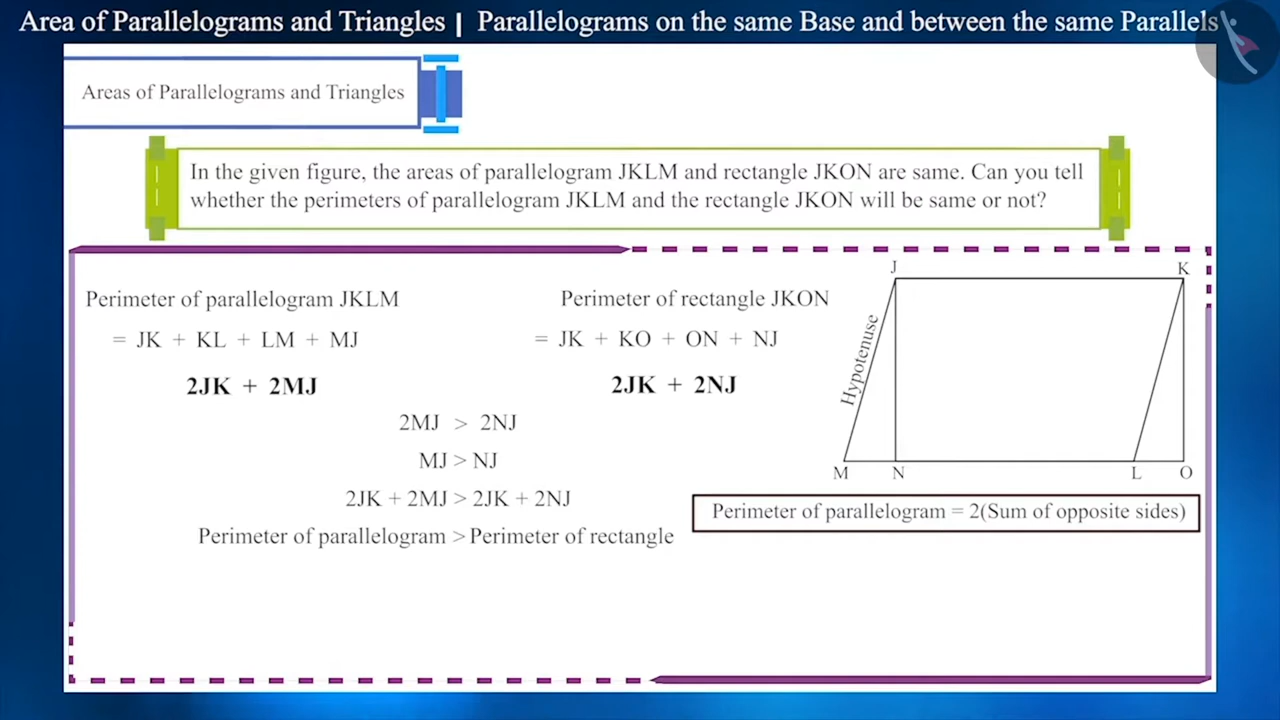 Area of Parallelograms and Triangles | Parallelograms on the same Base and between the same Parallels
Areas of Parallelograms and Triangles
In the given figure, the areas of parallelogram JKLM and rectangle JKON are same. Can you tell
whether the perimeters of parallelogram JKLM and the rectangle JKON will be same or not?
Perimeter of parallelogram JKLM
= JK + KL + LM + MJ
2JK + 2MJ
Perimeter of rectangle JKON
= JK + KO + ON + NJ
2JK + 2NJ
2MJ > 2NJ
MJ > NJ
2JK + 2MJ > 2JK + 2NJ
Perimeter of parallelogram > Perimeter of rectangle
J K
Hypotenuse
M N L O
Perimeter of parallelogram = 2(Sum of opposite sides)